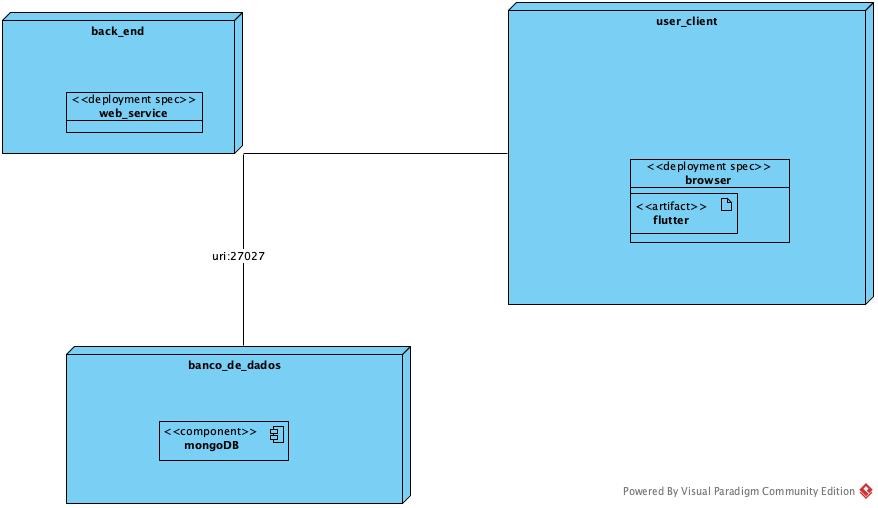 back_end
<<deployment spec>>
web_service
user_client
<<deployment spec>>
browser
<<artifact>>
flutter
uri:27027
banco_de_dados
<<component>>
mongoDB
Powered By Visual Paradigm Community Edition